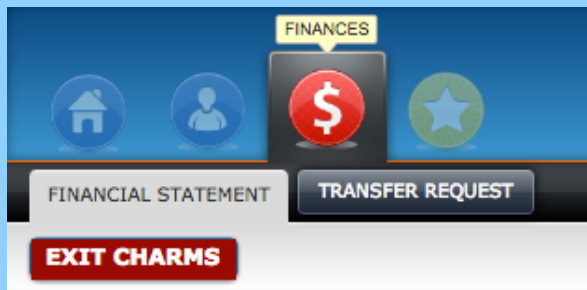 FINANCES
$
FINANCIAL STATEMENT
TRANSFER REQUEST
EXIT CHARMS